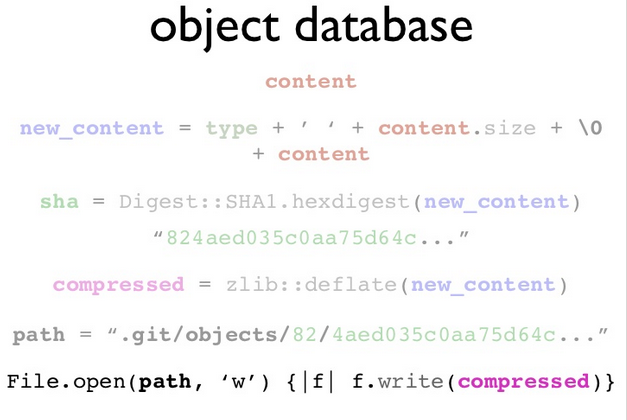 object database
content
new_content = type + ’ ‘ + content.size + \0
+ content
sha = Digest::SHA1.hexdigest(new_content)
“824aed035c0aa75d64c...”
compressed = zlib::deflate(new_content)
path = “.git/objects/82/4aed035c0aa75d64c...”
File.open(path, ‘w’) {|f| f.write(compressed)}